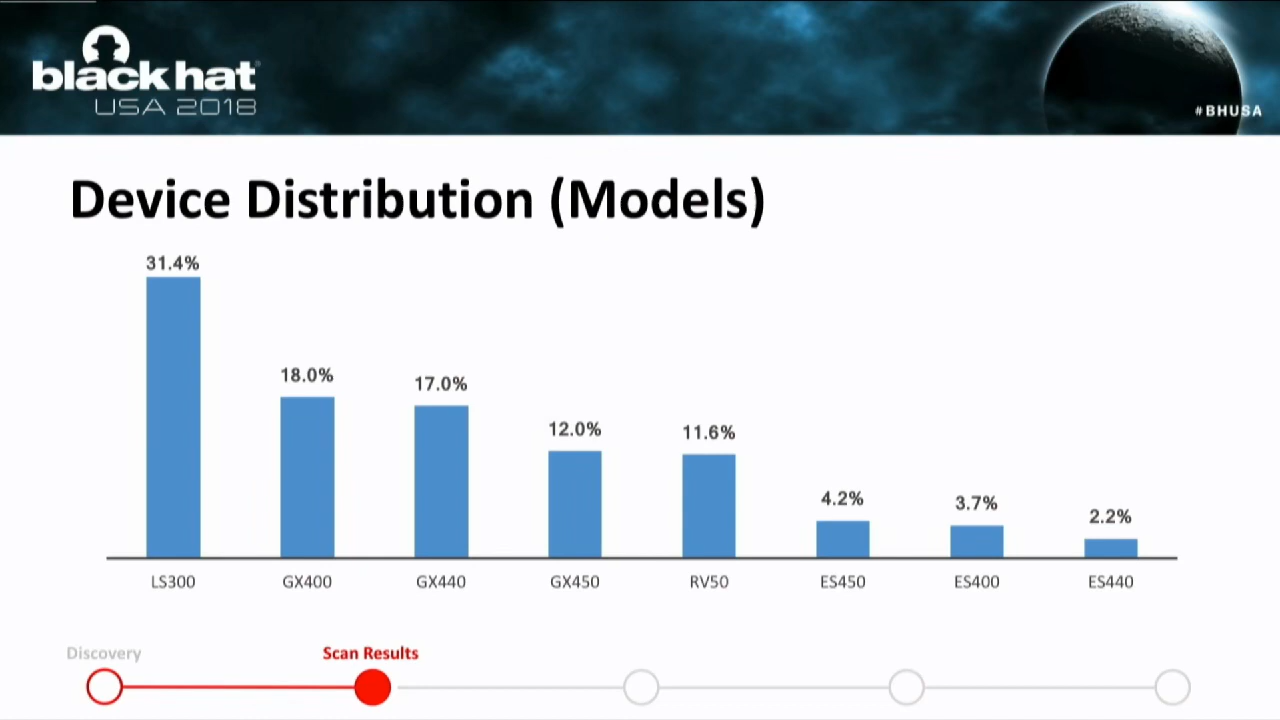 black hat
USA 2018
#BHUSA
Device Distribution (Models)
31.4%
18.0%
17.0%
12.0%
11.6%
4.2%
3.7%
2.2%
LS300
GX400
GX440
GX450
RV50
ES450
ES400
ES440
Discovery
Scan Results